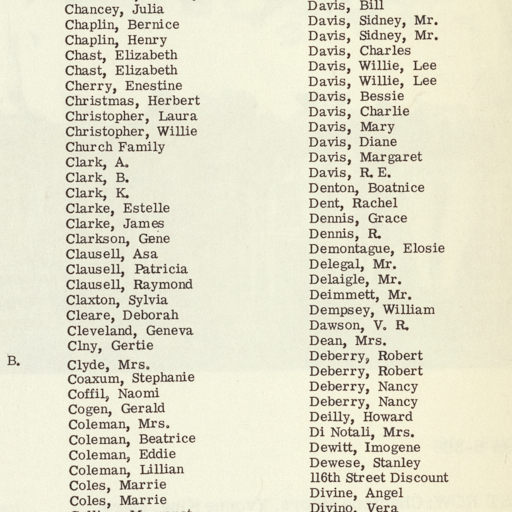 Chancey, Julia
Chaplin, Bernice
Chaplin, Henry
Chast, Elizabeth
Chast, Elizabeth
Cherry, Enestine
Christmas, Herbert
Christopher, Laura
Christopher, Willie
Church Family
Clark, A.
Clark, B.
Clark, K.
Clarke, Estelle
Clarke, James
Clarkson, Gene
Clausell, Asa
Clausell, Patricia
Clausell, Raymond
Claxton, Sylvia
Cleare, Deborah
Cleveland, Geneva
Clny, Gertie
B.
Clyde, Mrs.
Coaxum, Stephanie
Coffil, Naomi
Cogen, Gerald
Coleman, Mrs.
Coleman, Beatrice
Coleman, Eddie
Coleman, Lillian
Coles, Marrie
Coles, Marrie
Davis, Bill
Davis, Sidney, Mr.
Davis, Sidney, Mr.
Davis, Charles
Davis, Willie, Lee
Davis, Willie, Lee
Davis, Bessie
Davis, Charlie
Davis, Mary
Davis, Diane
Davis, Margaret
Davis, R. E.
Denton, Boatnice
Dent, Rachel
Dennis, Grace
Dennis, R.
Demontague, Elosie
Delegal, Mr.
Delaigle, Mr.
Deimmett, Mr.
Dempsey, William
Dawson, V. R.
Dean, Mrs.
Deberry, Robert
Deberry, Robert
Deberry, Nancy
Deberry, Nancy
Deilly, Howard
Di Notali, Mrs.
Dewitt, Imogene
Dewese, Stanley
116th Street Discount
Divine, Angel
Divino, Vera